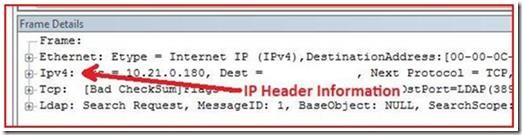 Frame Details
Frame:
Ethernet: Etype = Internet IP (IPv4),DestinationAddress:[00-00-0C-
Ipv4: = 10.21.0.180, Dest = , Next Protocol = TCP,
Tcp: [Bad CheckSum]Flags stPort=LDAP(389
IP Header Information
Ldap: Search Request, MessageID: 1, BaseObject: NULL, SearchScope: